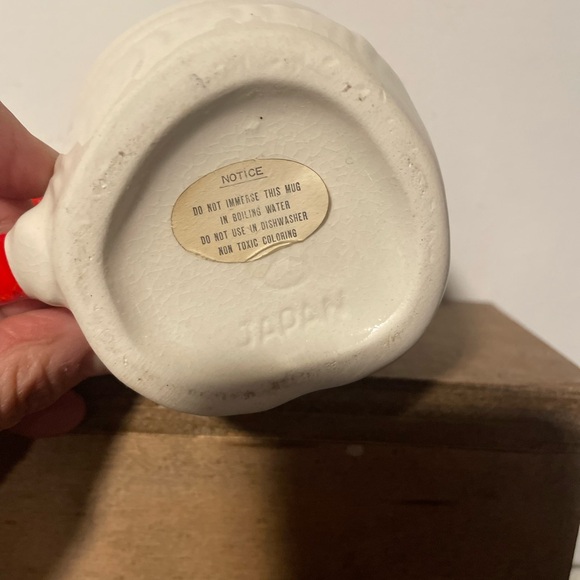 NOTICE
DO NOT IMMERSE THIS MUG
IN BOILING WATER
DO NOT USE IN DISHWASHER
NON TOXIC COLORING
JAPAN